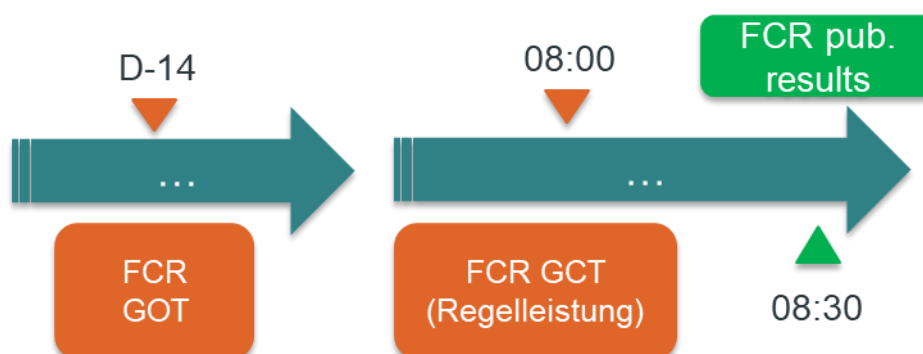 D-14
...
FCR
GOT
08:00
...
FCR GCT
(Regelleistung)
FCR pub.
results
08:30